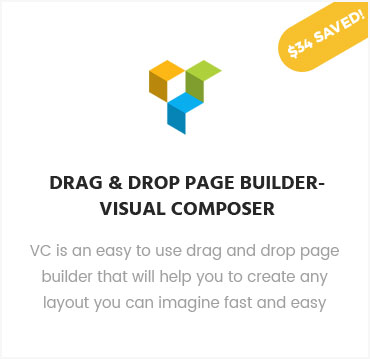 $34 SAVED!
DRAG & DROP PAGE BUILDER-
VISUAL COMPOSER
VC is an easy to use drag and drop page
builder that will help you to create any
layout you can imagine fast and easy